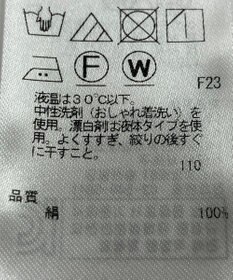 F
W
F23
液温は30℃以下。
中性洗剤（おしゃれ着洗い）を
使用。漂白剤は液体タイプを使
用。よくすすぎ、絞りの後すぐ
に干すこと。
110
品質
絹 100%